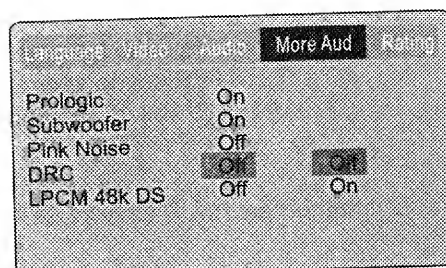 Language Video Audio More Aud Rating
Prologic On
Subwoofer On
Pink Noise Off
DRC Off Off
LPCM 48k DS Off On